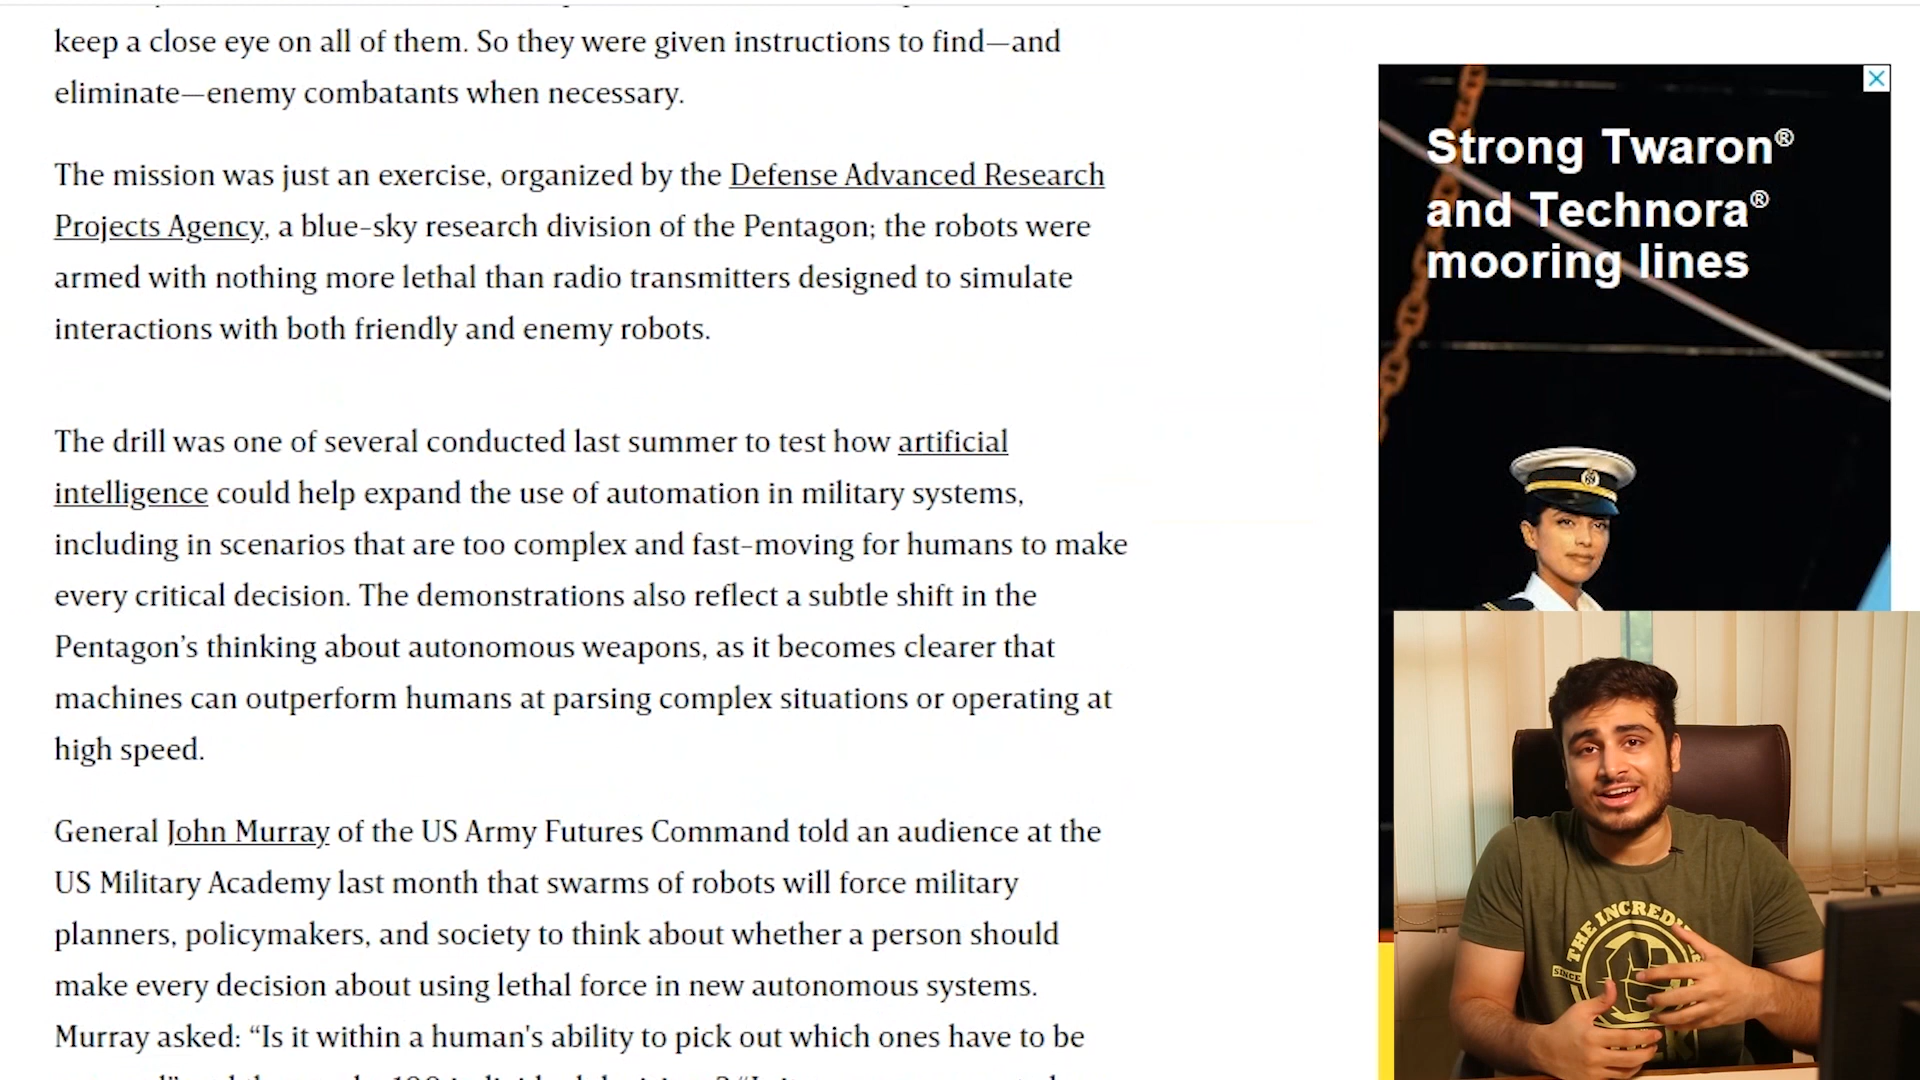 keep a close eye on all of them. So they were given instructions to find—and
eliminate—enemy combatants when necessary.
The mission was just an exercise, organized by the Defense Advanced Research
Projects Agency, a blue-sky research division of the Pentagon; the robots were
armed with nothing more lethal than radio transmitters designed to simulate
interactions with both friendly and enemy robots.
The drill was one of several conducted last summer to test how artificial
intelligence could help expand the use of automation in military systems,
including in scenarios that are too complex and fast-moving for humans to make
every critical decision. The demonstrations also reflect a subtle shift in the
Pentagon’s thinking about autonomous weapons, as it becomes clearer that
machines can outperform humans at parsing complex situations or operating at
high speed.
General John Murray of the US Army Futures Command told an audience at the
US Military Academy last month that swarms of robots will force military
planners, policymakers, and society to think about whether a person should
make every decision about using lethal force in new autonomous systems.
Murray asked: “Is it within a human's ability to pick out which ones have to be
Strong Twaron®
and Technora®
mooring lines
THE INCREDI
SINCE